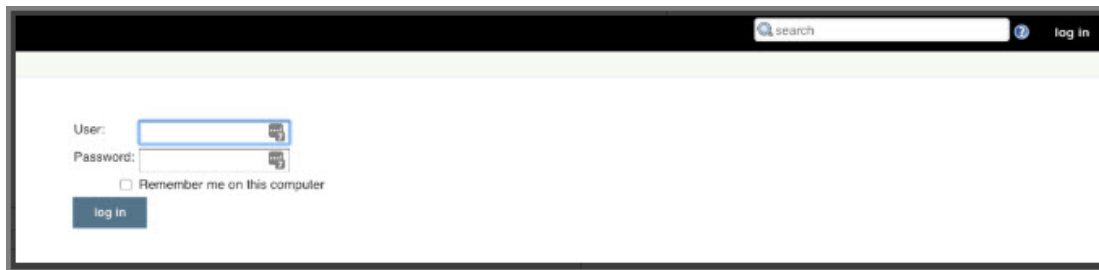 search ? log in
User:
Password:
Remember me on this computer
log in